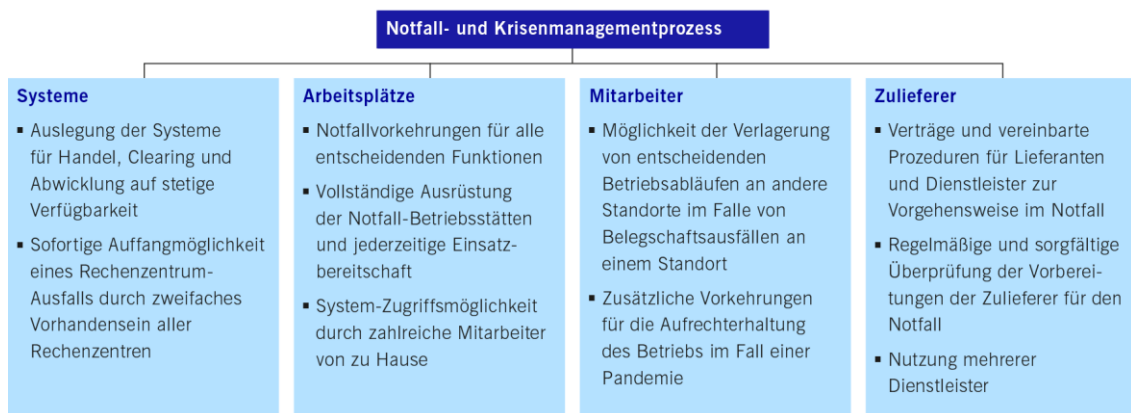 Notfall- und Krisenmanagementprozess
Systeme
▪ Auslegung der Systeme
für Handel, Clearing und
Abwicklung auf stetige
Verfügbarkeit
▪ Sofortige Auffangmöglichkeit
eines Rechenzentrum-
Ausfalls durch zweifaches
Vorhandensein aller
Rechenzentren
Arbeitsplätze
▪ Notfallvorkehrungen für alle
entscheidenden Funktionen
▪ Vollständige Ausrüstung
der Notfall-Betriebsstätten
und jederzeitige Einsatz-
bereitschaft
▪ System-Zugriffsmöglichkeit
durch zahlreiche Mitarbeiter
von zu Hause
Mitarbeiter
▪ Möglichkeit der Verlagerung
von entscheidenden
Betriebsabläufen an andere
Standorte im Falle von
Belegschaftsausfällen an
einem Standort
▪ Zusätzliche Vorkehrungen
für die Aufrechterhaltung
des Betriebs im Fall einer
Pandemie
Zulieferer
▪ Verträge und vereinbarte
Prozeduren für Lieferanten
und Dienstleister zur
Vorgehensweise im Notfall
▪ Regelmäßige und sorgfältige
Überprüfung der Vorberei-
tungen der Zulieferer für den
Notfall
▪ Nutzung mehrerer
Dienstleister